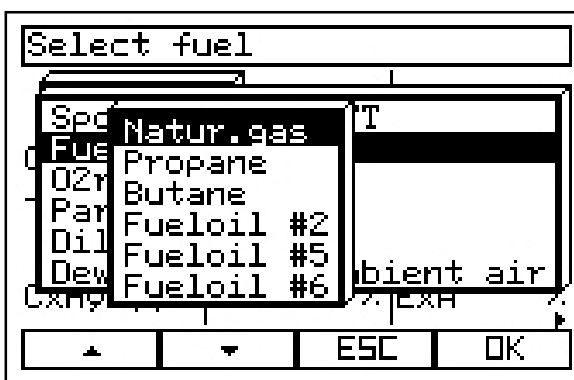 Select fuel
Natur.gas
Propane
Butane
Fueloil #2
Fueloil #5
Fueloil #6
bient air
ESC
OK